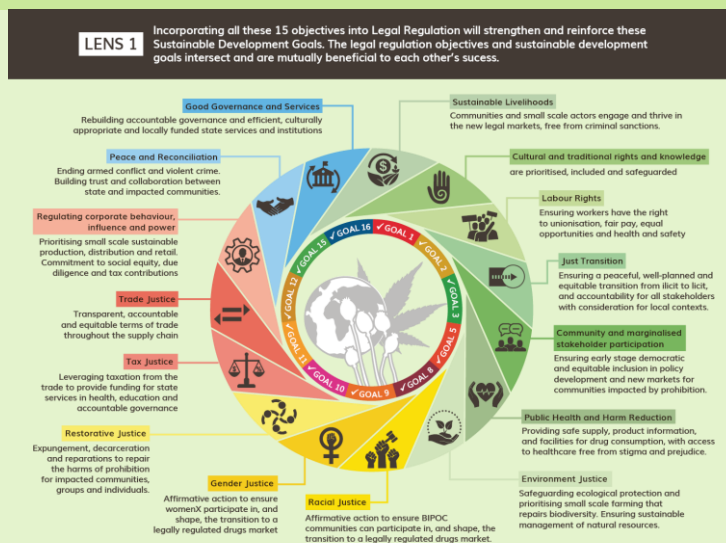 LENS 1
Incorporating all these 15 objectives into Legal Regulation will strengthen and reinforce these
Sustainable Development Goals. The legal regulation objectives and sustainable development
goals intersect and are mutually beneficial to each other's sucess.
Good Governance and Services
Rebuilding accountable governance and efficient, culturally
appropriate and locally funded state services and institutions
Peace and Reconciliation
Ending armed conflict and violent crime.
Building trust and collaboration between
state and impacted communities.
Regulating corporate behaviour,
influence and power
Prioritising small scale sustainable
production, distribution and retail.
Commitment to social equity, due
diligence and tax contributions
Trade Justice
Transparent, accountable
and equitable terms of trade
throughout the supply chain
Tax Justice
Leveraging taxation from the
trade to provide funding for state
services in health, education and
accountable governance
Restorative Justice
Expungement, decarceration
and reparations to repair
the harms of prohibition
for impacted communities,
groups and individuals.
Gender Justice
Affirmative action to ensure
womenX participate in, and
shape, the transition to a
legally regulated drugs market
Racial Justice
Affirmative action to ensure BIPOC
communities can participate in, and shape, the
transition to a legally regulated drugs market.
Sustainable Livelihoods
Communities and small scale actors engage and thrive in
the new legal markets, free from criminal sanctions.
Cultural and traditional rights and knowledge
are prioritised, included and safeguarded
Labour Rights
Ensuring workers have the right
to unionisation, fair pay, equal
opportunities and health and safety
Just Transition
Ensuring a peaceful, well-planned and
equitable transition from ilicit to licit,
and accountability for all stakeholders
with consideration for local contexts.
Community and marginalised
stakeholder participation
Ensuring early stage democratic
and equitable inclusion in policy
development and new markets for
communities impacted by prohibition.
Public Health and Harm Reduction
Providing safe supply, product information,
and facilities for drug consumption, with access
to healthcare free from stigma and prejudice.
Environment Justice
Safeguarding ecological protection and
prioritising small scale farming that
repairs biodiversity. Ensuring sustainable
management of natural resources.
✓ GOAL 1
✓ GOAL 2
✓ GOAL 3
✓ GOAL 5
✓ GOAL 8
✓ GOAL 9
✓ GOAL 10
✓ GOAL 11
✓ GOAL 12
✓ GOAL 15
✓ GOAL 16